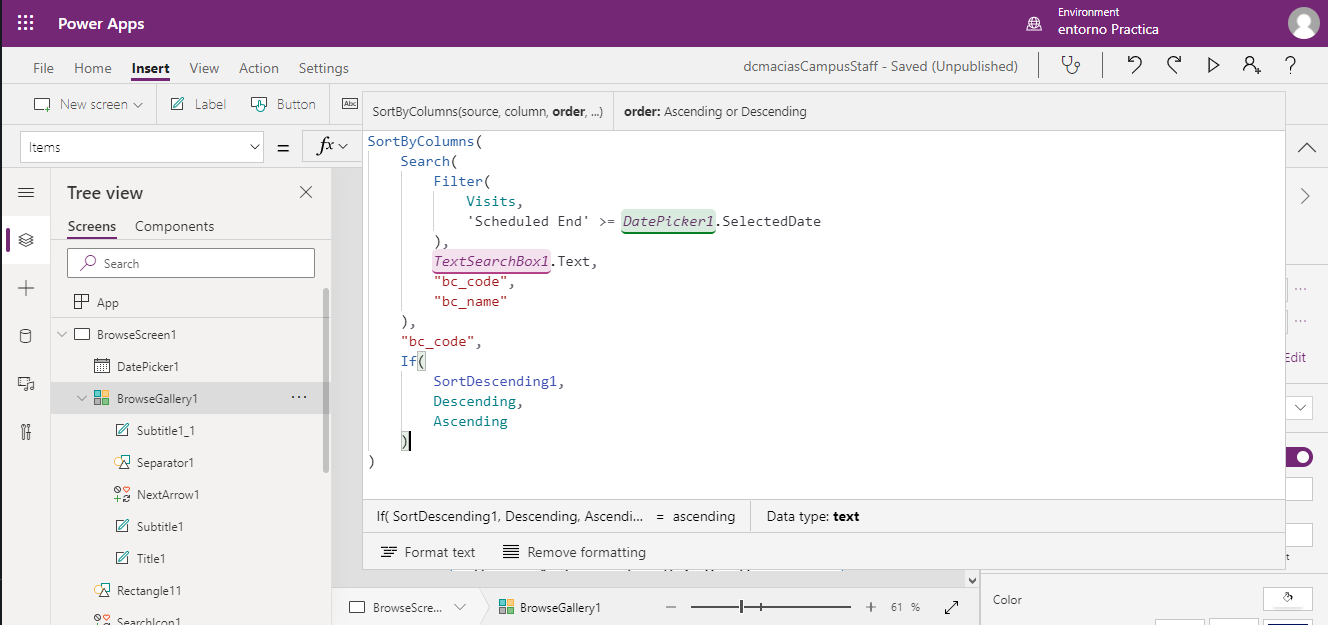 Power Apps
Environment
entorno Practica
File Home Insert View Action Settings
dcmaciasCampusStaff - Saved (Unpublished)
New screen Label Button Abc
SortByColumns(source, column, order, ...) order: Ascending or Descending
Items = fx
SortByColumns(
Search(
Filter(
Visits,
'Scheduled End' >= DatePicker1.SelectedDate
),
TextSearchBox1.Text,
"bc_code",
"bc_name"
),
"bc_code",
If(
SortDescending1,
Descending,
Ascending
)
)
If( SortDescending1, Descending, Ascendi... = ascending Data type: text
Format text Remove formatting
Tree view
Screens Components
Search
App
BrowseScreen1
DatePicker1
BrowseGallery1 ...
Subtitle1_1
Separator1
NextArrow1
Subtitle1
Title1
Rectangle11
SearchIcon1
Edit
BrowseScre... BrowseGallery1 61 %
Color